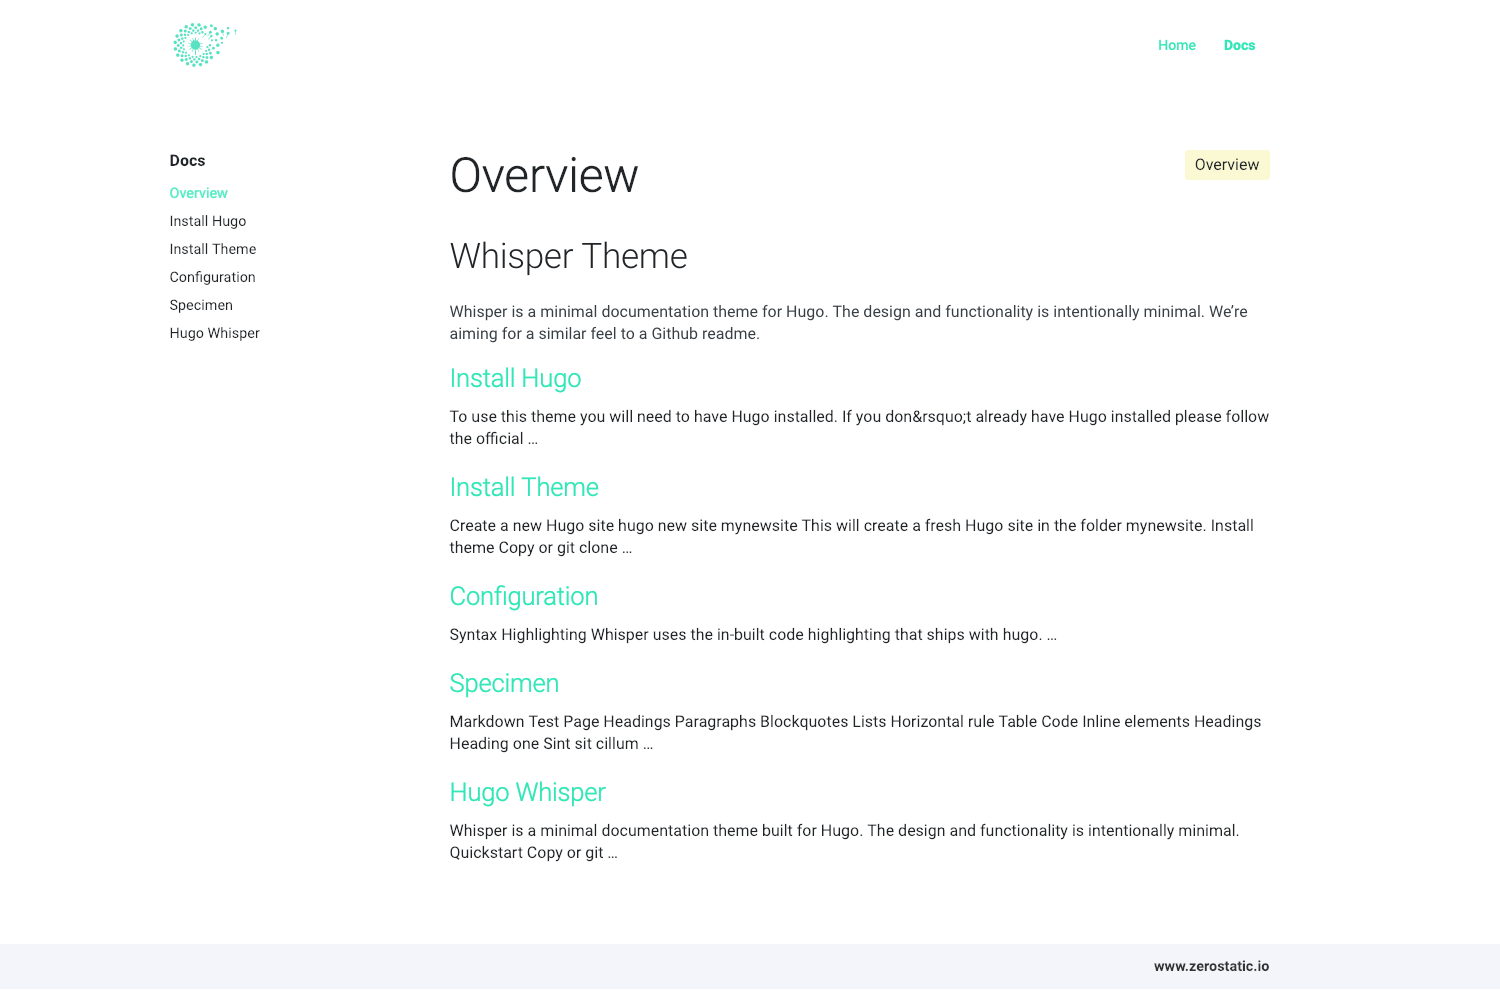 Home Docs
Docs
Overview
Install Hugo
Install Theme
Configuration
Specimen
Hugo Whisper
Overview
Overview
Whisper Theme
Whisper is a minimal documentation theme for Hugo. The design and functionality is intentionally minimal. We’re
aiming for a similar feel to a Github readme.
Install Hugo
To use this theme you will need to have Hugo installed. If you don&rsquo;t already have Hugo installed please follow
the official …
Install Theme
Create a new Hugo site hugo new site mynewsite This will create a fresh Hugo site in the folder mynewsite. Install
theme Copy or git clone …
Configuration
Syntax Highlighting Whisper uses the in-built code highlighting that ships with hugo. …
Specimen
Markdown Test Page Headings Paragraphs Blockquotes Lists Horizontal rule Table Code Inline elements Headings
Heading one Sint sit cillum …
Hugo Whisper
Whisper is a minimal documentation theme built for Hugo. The design and functionality is intentionally minimal.
Quickstart Copy or git …
www.zerostatic.io